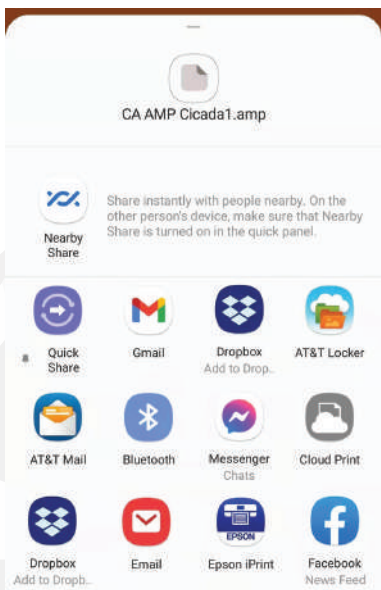 CA AMP Cicada1.amp
Share instantly with people nearby. On the
other person's device, make sure that Nearby
Share is turned on in the quick panel.
Nearby
Share
Quick
Share
Gmail
Dropbox
Add to Drop..
AT&T Locker
AT&T Mail
Bluetooth
Messenger
Chats
Cloud Print
EPSON
Dropbox
Add to Dropb..
Email
Epson iPrint
Facebook
News Feed